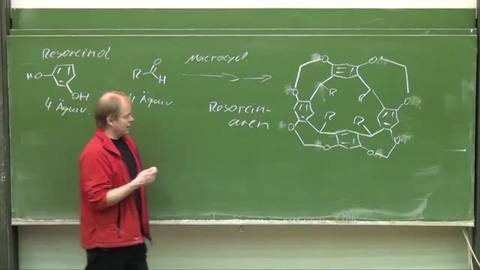 Resorcinol
HO
OH
4 Äquiv
R
O
H
4 Äquiv
Macrocycl.
Resorcin-
aren
O
O
O
O
O
O
O
O
R
R
R
R